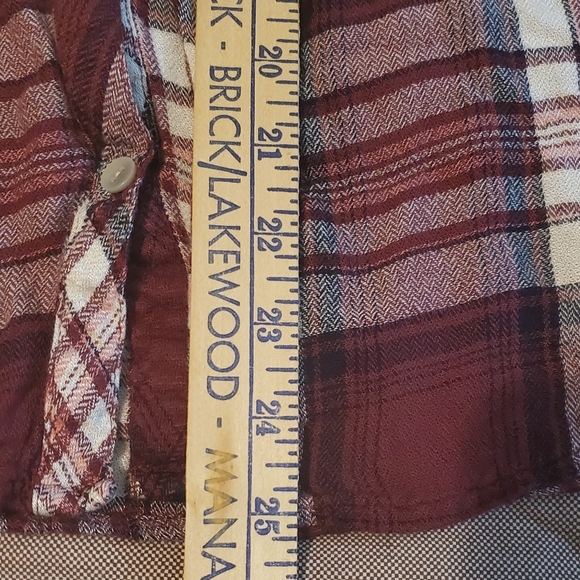 CK - BRICK/LAKEWOOD - MANA
20 21 22 23 24 25